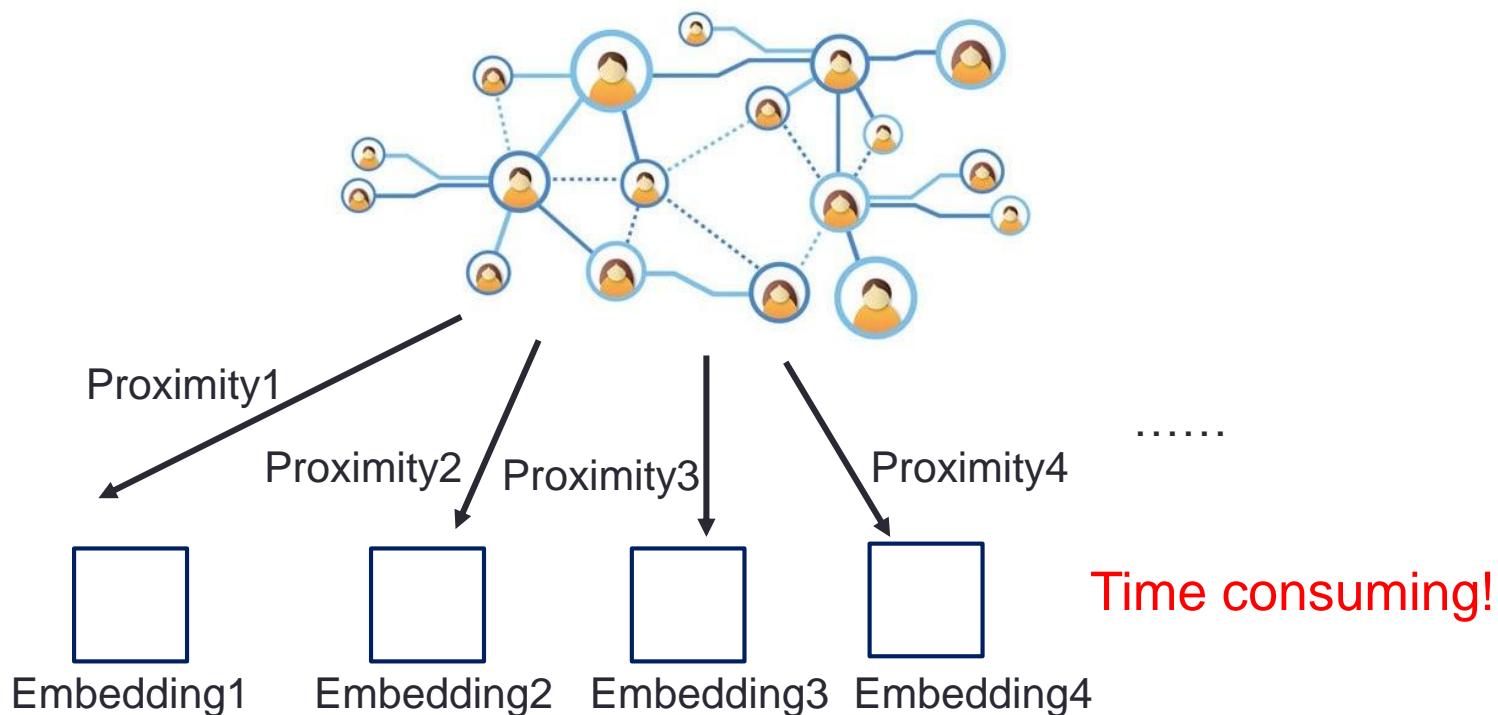 Proximity1
Proximity2
Proximity3
Proximity4
......
Time consuming!
Embedding1
Embedding2
Embedding3
Embedding4